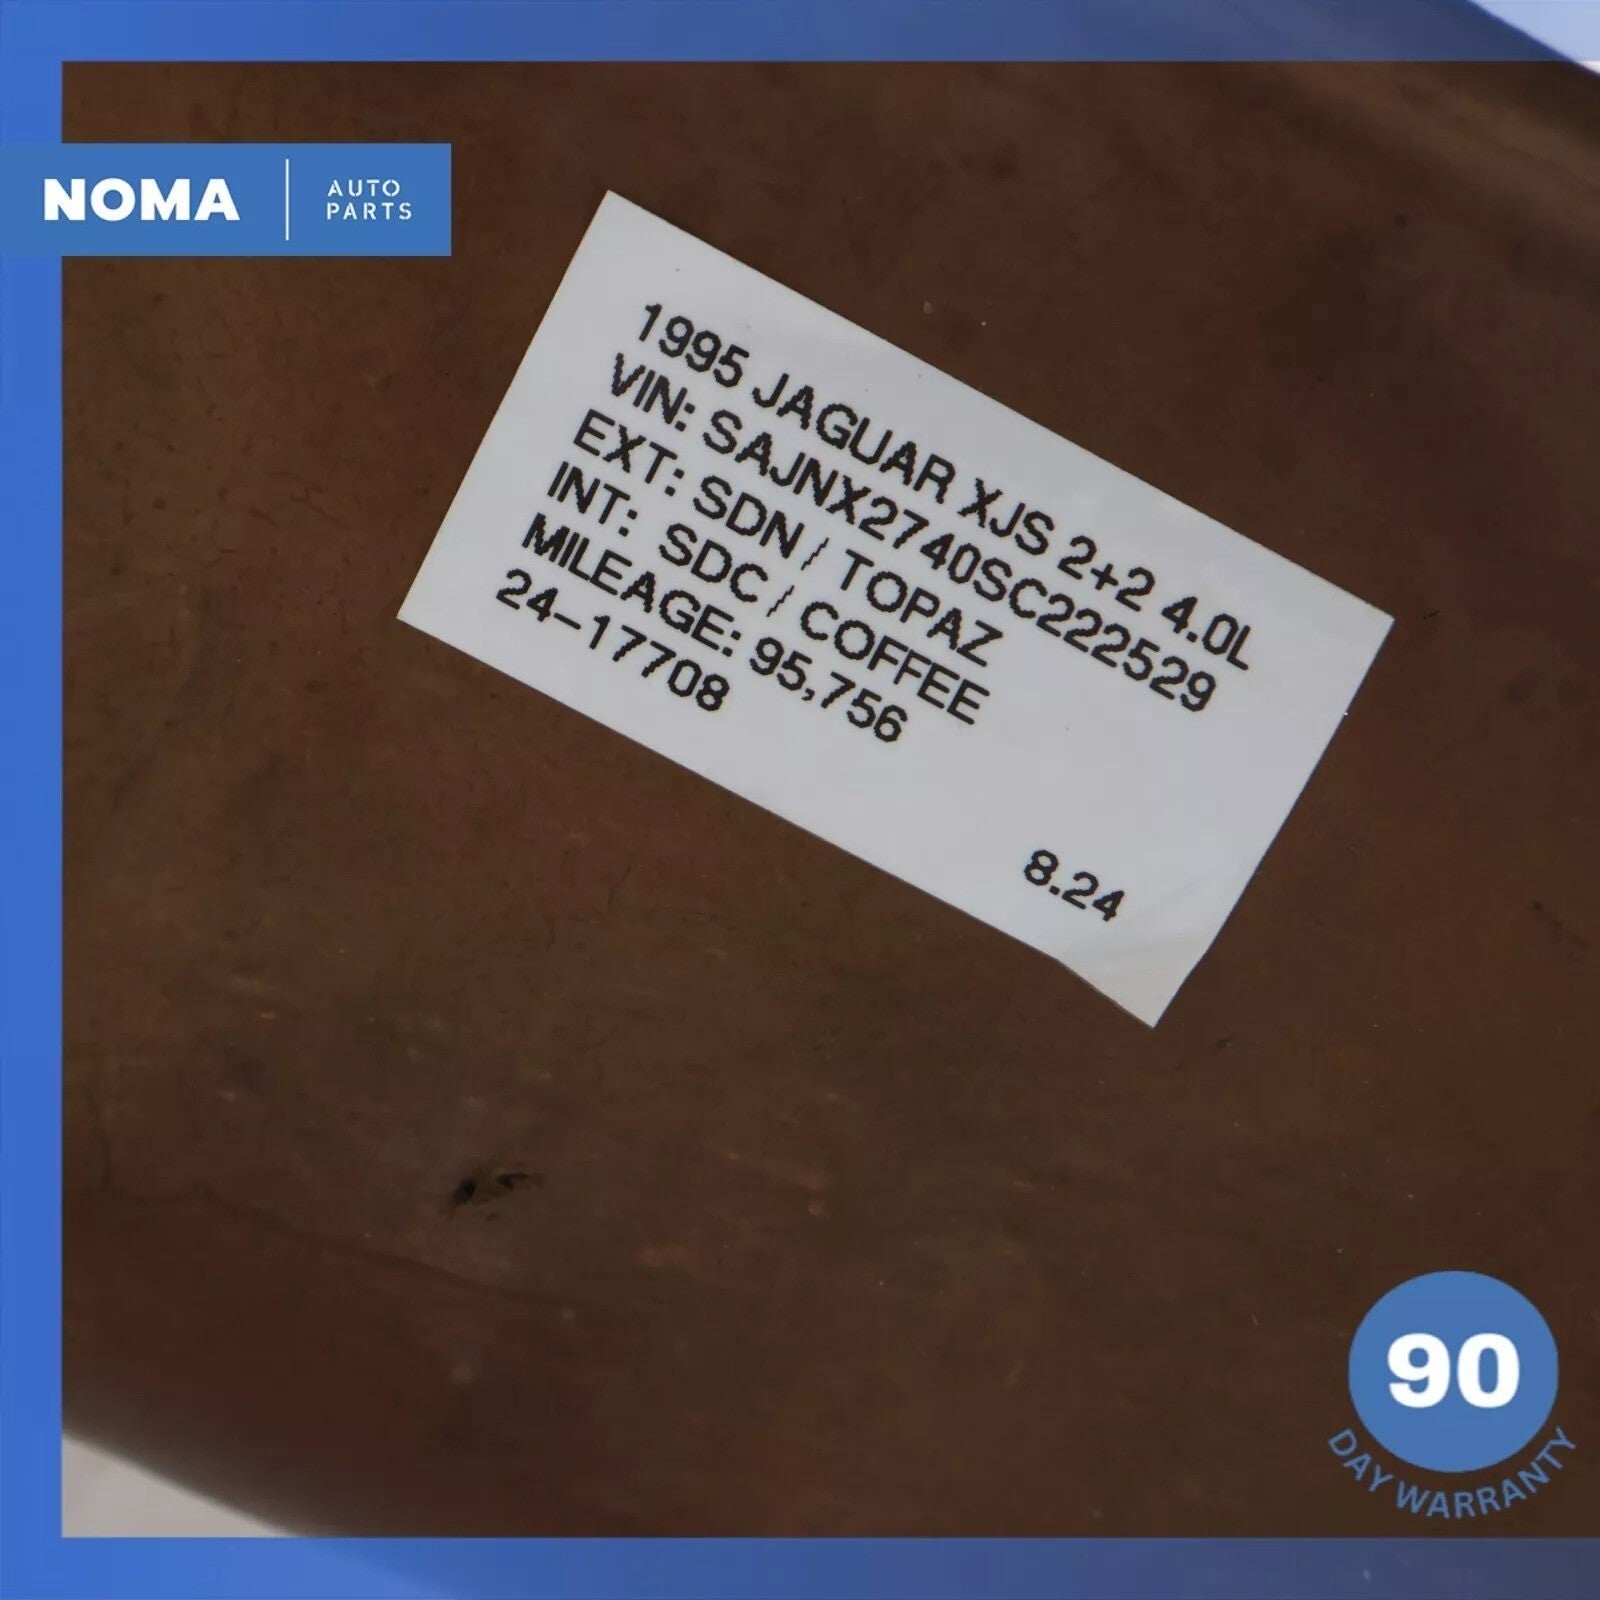 NOMA
AUTO
PARTS
1995 JAGUAR XJS 2+2 4.0L
VIN: SAJNX2740SC222529
EXT: SDN / TOPAZ
INT: SDC / COFFEE
MILEAGE: 95,756
24-17708
8.24
90
DAY WARRANTY